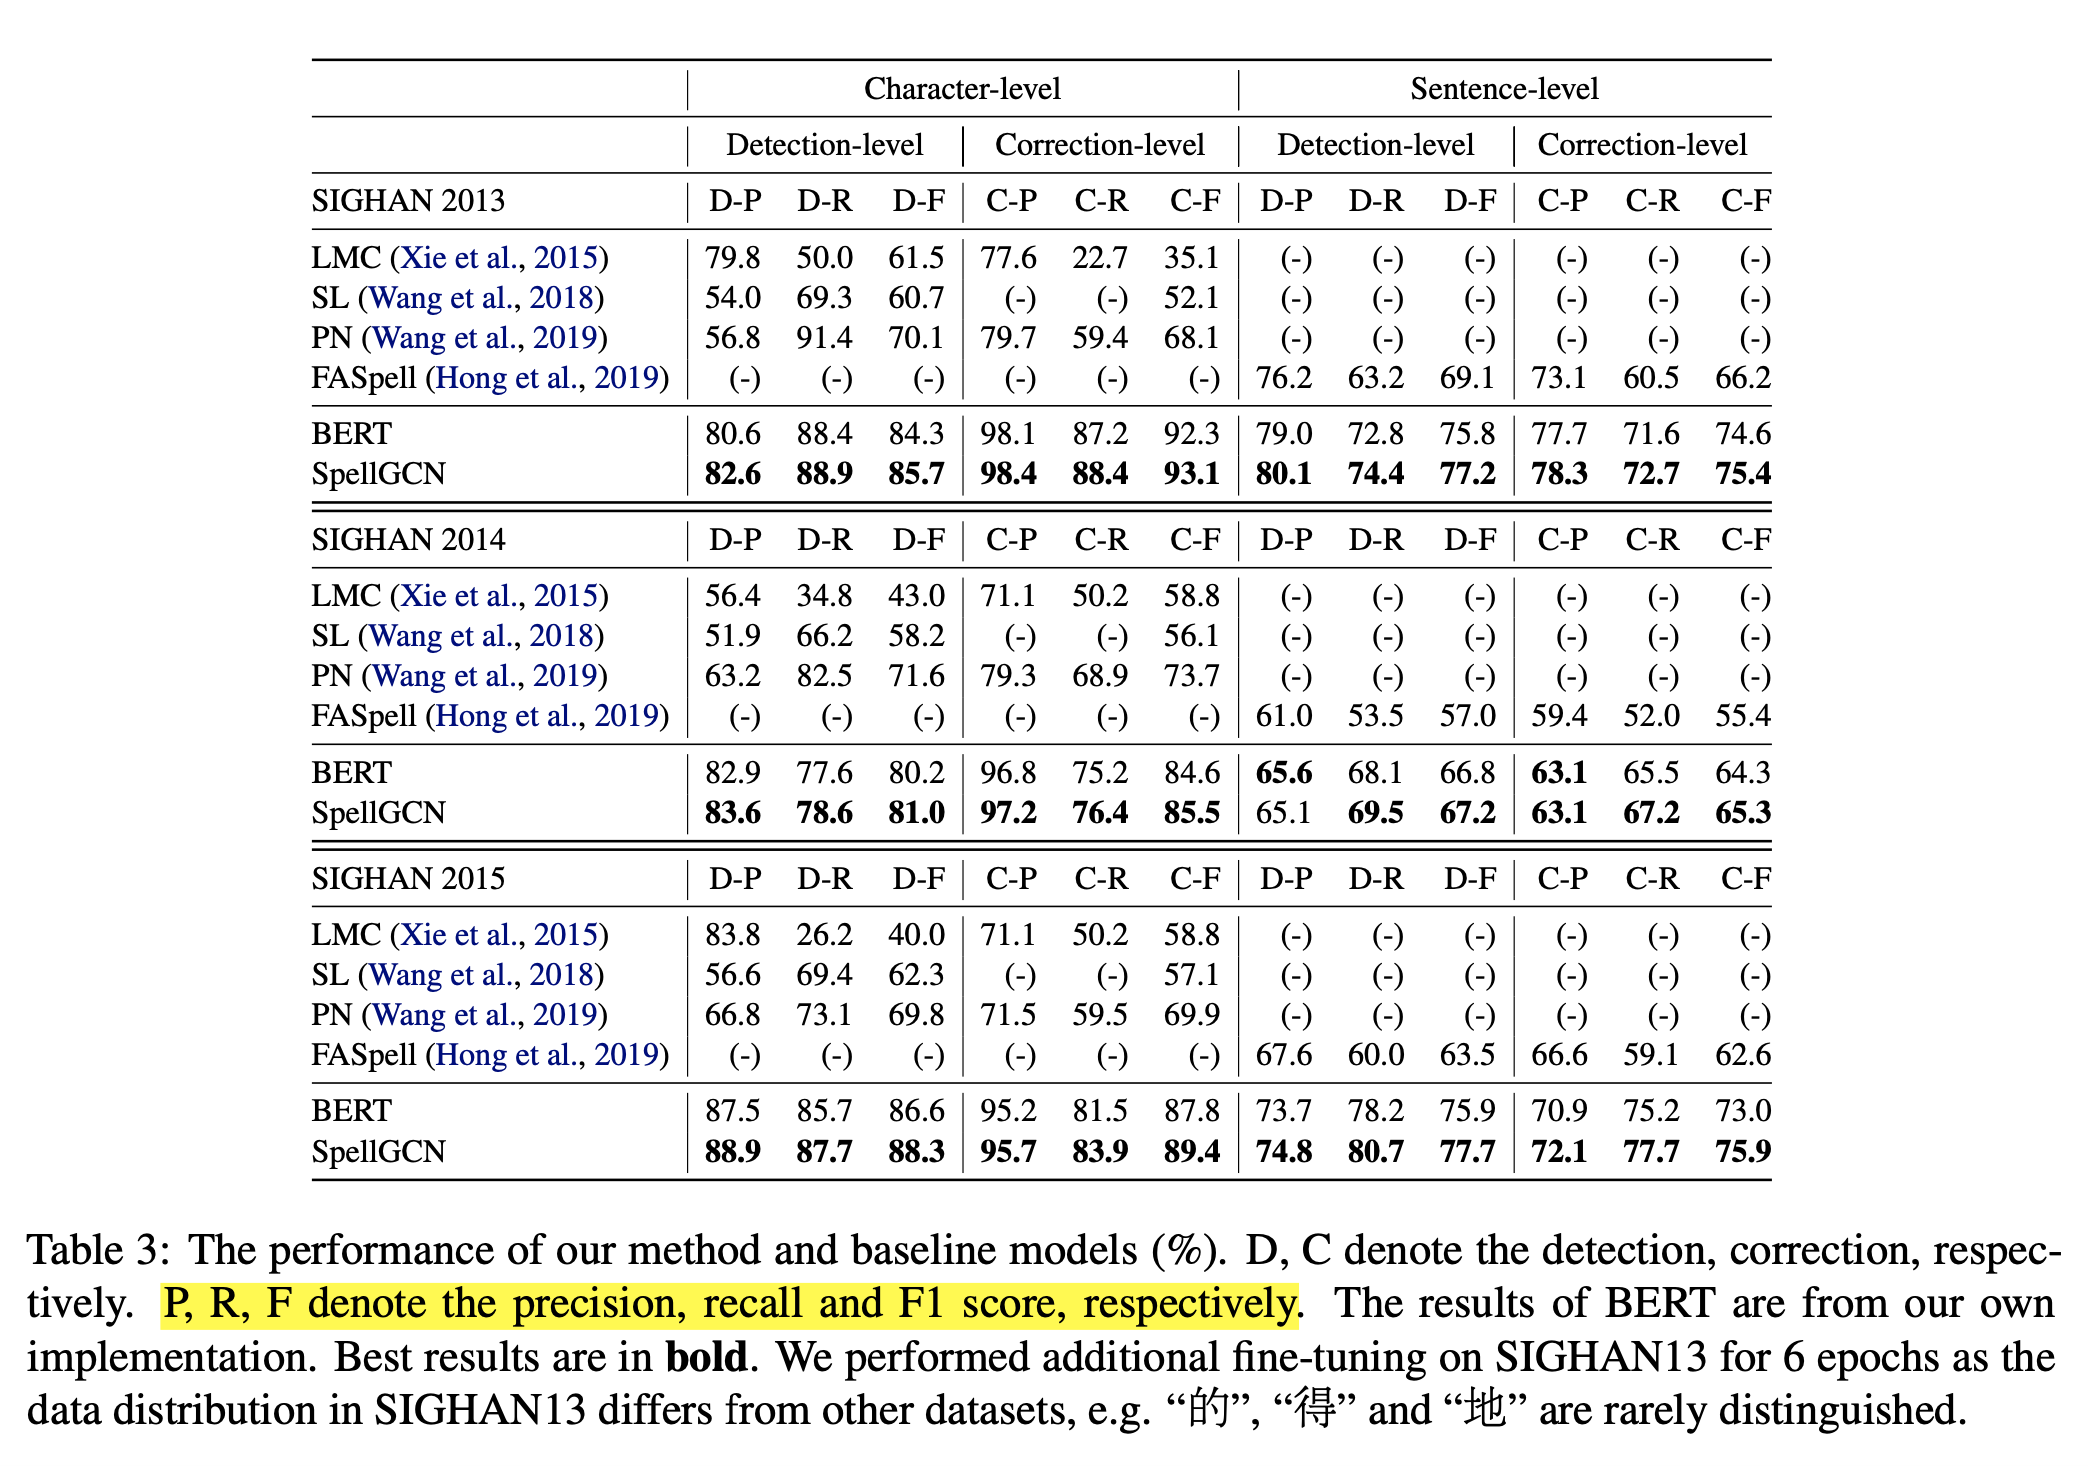 Character-level Sentence-level
Detection-level Correction-level Detection-level Correction-level
SIGHAN 2013 D-P D-R D-F C-P C-R C-F D-P D-R D-F C-P C-R C-F
LMC (Xie et al., 2015) 79.8 50.0 61.5 77.6 22.7 35.1 (-) (-) (-) (-) (-) (-)
SL (Wang et al., 2018) 54.0 69.3 60.7 (-) (-) 52.1 (-) (-) (-) (-) (-) (-)
PN (Wang et al., 2019) 56.8 91.4 70.1 79.7 59.4 68.1 (-) (-) (-) (-) (-) (-)
FASpell (Hong et al., 2019) (-) (-) (-) (-) (-) (-) 76.2 63.2 69.1 73.1 60.5 66.2
BERT 80.6 88.4 84.3 98.1 87.2 92.3 79.0 72.8 75.8 77.7 71.6 74.6
SpellGCN 82.6 88.9 85.7 98.4 88.4 93.1 80.1 74.4 77.2 78.3 72.7 75.4
SIGHAN 2014 D-P D-R D-F C-P C-R C-F D-P D-R D-F C-P C-R C-F
LMC (Xie et al., 2015) 56.4 34.8 43.0 71.1 50.2 58.8 (-) (-) (-) (-) (-) (-)
SL (Wang et al., 2018) 51.9 66.2 58.2 (-) (-) 56.1 (-) (-) (-) (-) (-) (-)
PN (Wang et al., 2019) 63.2 82.5 71.6 79.3 68.9 73.7 (-) (-) (-) (-) (-) (-)
FASpell (Hong et al., 2019) (-) (-) (-) (-) (-) (-) 61.0 53.5 57.0 59.4 52.0 55.4
BERT 82.9 77.6 80.2 96.8 75.2 84.6 65.6 68.1 66.8 63.1 65.5 64.3
SpellGCN 83.6 78.6 81.0 97.2 76.4 85.5 65.1 69.5 67.2 63.1 67.2 65.3
SIGHAN 2015 D-P D-R D-F C-P C-R C-F D-P D-R D-F C-P C-R C-F
LMC (Xie et al., 2015) 83.8 26.2 40.0 71.1 50.2 58.8 (-) (-) (-) (-) (-) (-)
SL (Wang et al., 2018) 56.6 69.4 62.3 (-) (-) 57.1 (-) (-) (-) (-) (-) (-)
PN (Wang et al., 2019) 66.8 73.1 69.8 71.5 59.5 69.9 (-) (-) (-) (-) (-) (-)
FASpell (Hong et al., 2019) (-) (-) (-) (-) (-) (-) 67.6 60.0 63.5 66.6 59.1 62.6
BERT 87.5 85.7 86.6 95.2 81.5 87.8 73.7 78.2 75.9 70.9 75.2 73.0
SpellGCN 88.9 87.7 88.3 95.7 83.9 89.4 74.8 80.7 77.7 72.1 77.7 75.9
Table 3: The performance of our method and baseline models (%). D, C denote the detection, correction, respec-
tively. P, R, F denote the precision, recall and F1 score, respectively. The results of BERT are from our own
implementation. Best results are in bold. We performed additional fine-tuning on SIGHAN13 for 6 epochs as the
data distribution in SIGHAN13 differs from other datasets, e.g. “的”, “得” and “地” are rarely distinguished.